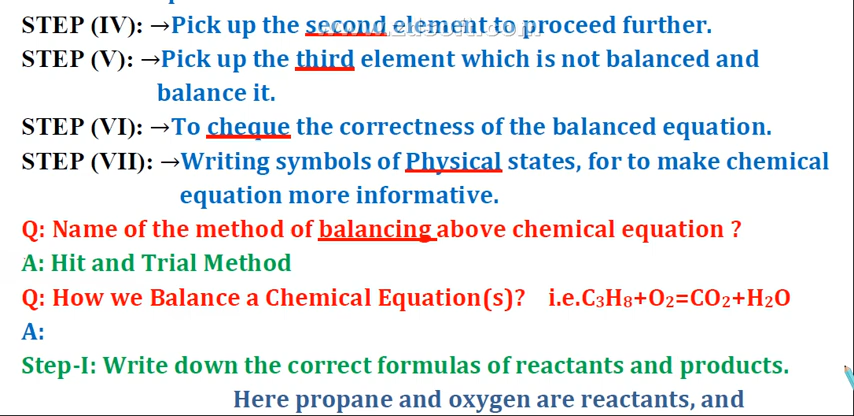 STEP (IV): →Pick up the second element to proceed further.
STEP (V): →Pick up the third element which is not balanced and
balance it.
STEP (VI): →To cheque the correctness of the balanced equation.
STEP (VII): →Writing symbols of Physical states, for to make chemical
equation more informative.
Q: Name of the method of balancing above chemical equation ?
A: Hit and Trial Method
Q: How we Balance a Chemical Equation(s)? i.e.C₃H₈+O₂=CO₂+H₂O
A:
Step-I: Write down the correct formulas of reactants and products.
Here propane and oxygen are reactants, and